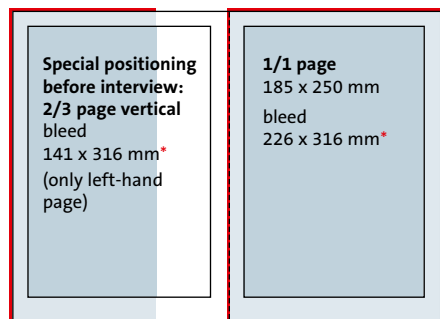 Special positioning
before interview:
2/3 page vertical
bleed
141 x 316 mm*
(only left-hand
page)
1/1 page
185 x 250 mm
bleed
226 x 316 mm*